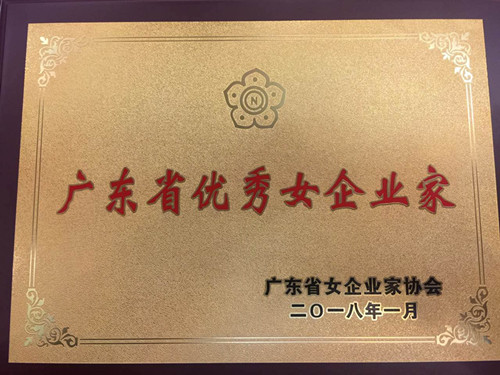 N
广东省优秀女企业家
广东省女企业家协会
二〇一八年一月